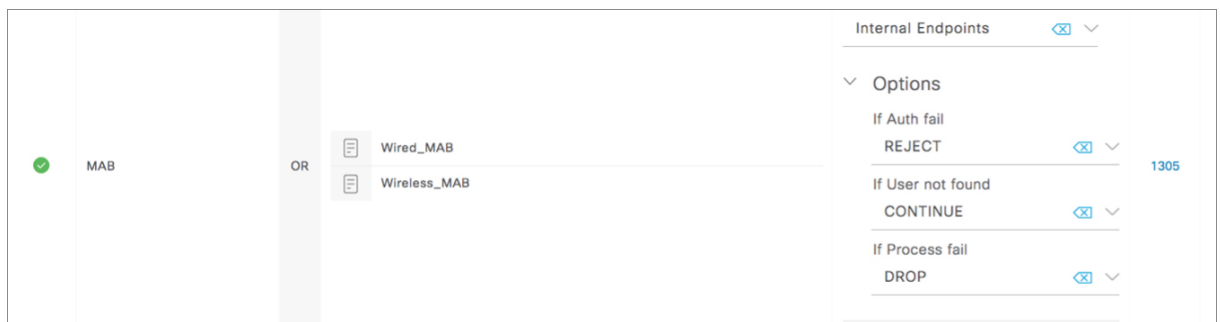 Internal Endpoints
Options
If Auth fail
REJECT
MAB
OR
Wired_MAB
Wireless_MAB
If User not found
CONTINUE
If Process fail
DROP
1305